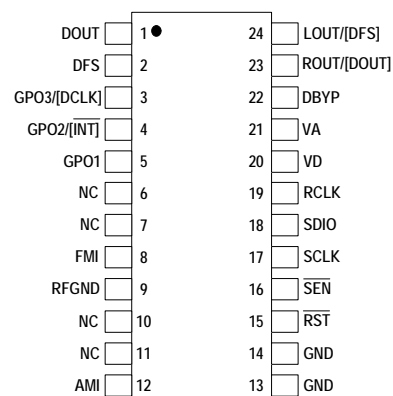 DOUT 1 24 LOUT/[DFS]
DFS 2 23 ROUT/[DOUT]
GPO3/[DCLK] 3 22 DBYP
GPO2/[INT] 4 21 VA
GPO1 5 20 VD
NC 6 19 RCLK
NC 7 18 SDIO
FMI 8 17 SCLK
RFGND 9 16 SEN
NC 10 15 RST
NC 11 14 GND
AMI 12 13 GND